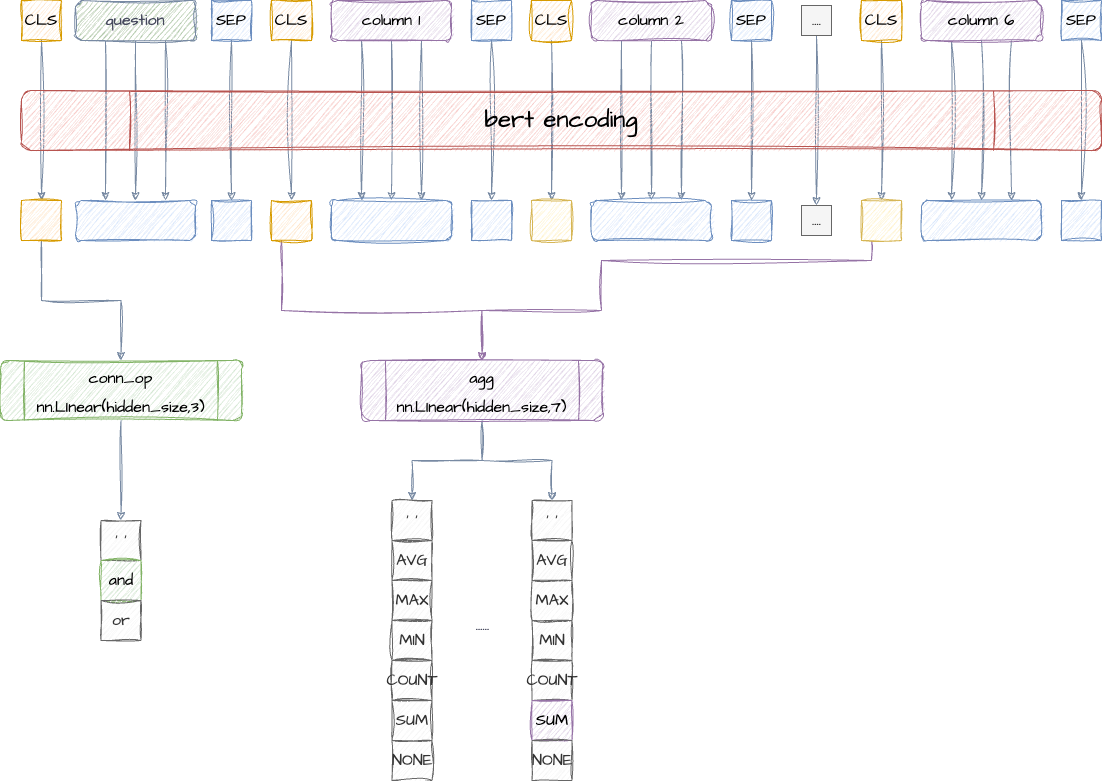 CLS question SEP CLS column 1 SEP CLS column 2 SEP .... CLS column 6 SEP
bert encoding
....
conn_op
nn.LInear(hidden_size,3)
agg
nn.LInear(hidden_size,7)
' '
and
or
' '
AVG
MAX
MIN
COUNT
SUM
NONE
......
' '
AVG
MAX
MIN
COUNT
SUM
NONE